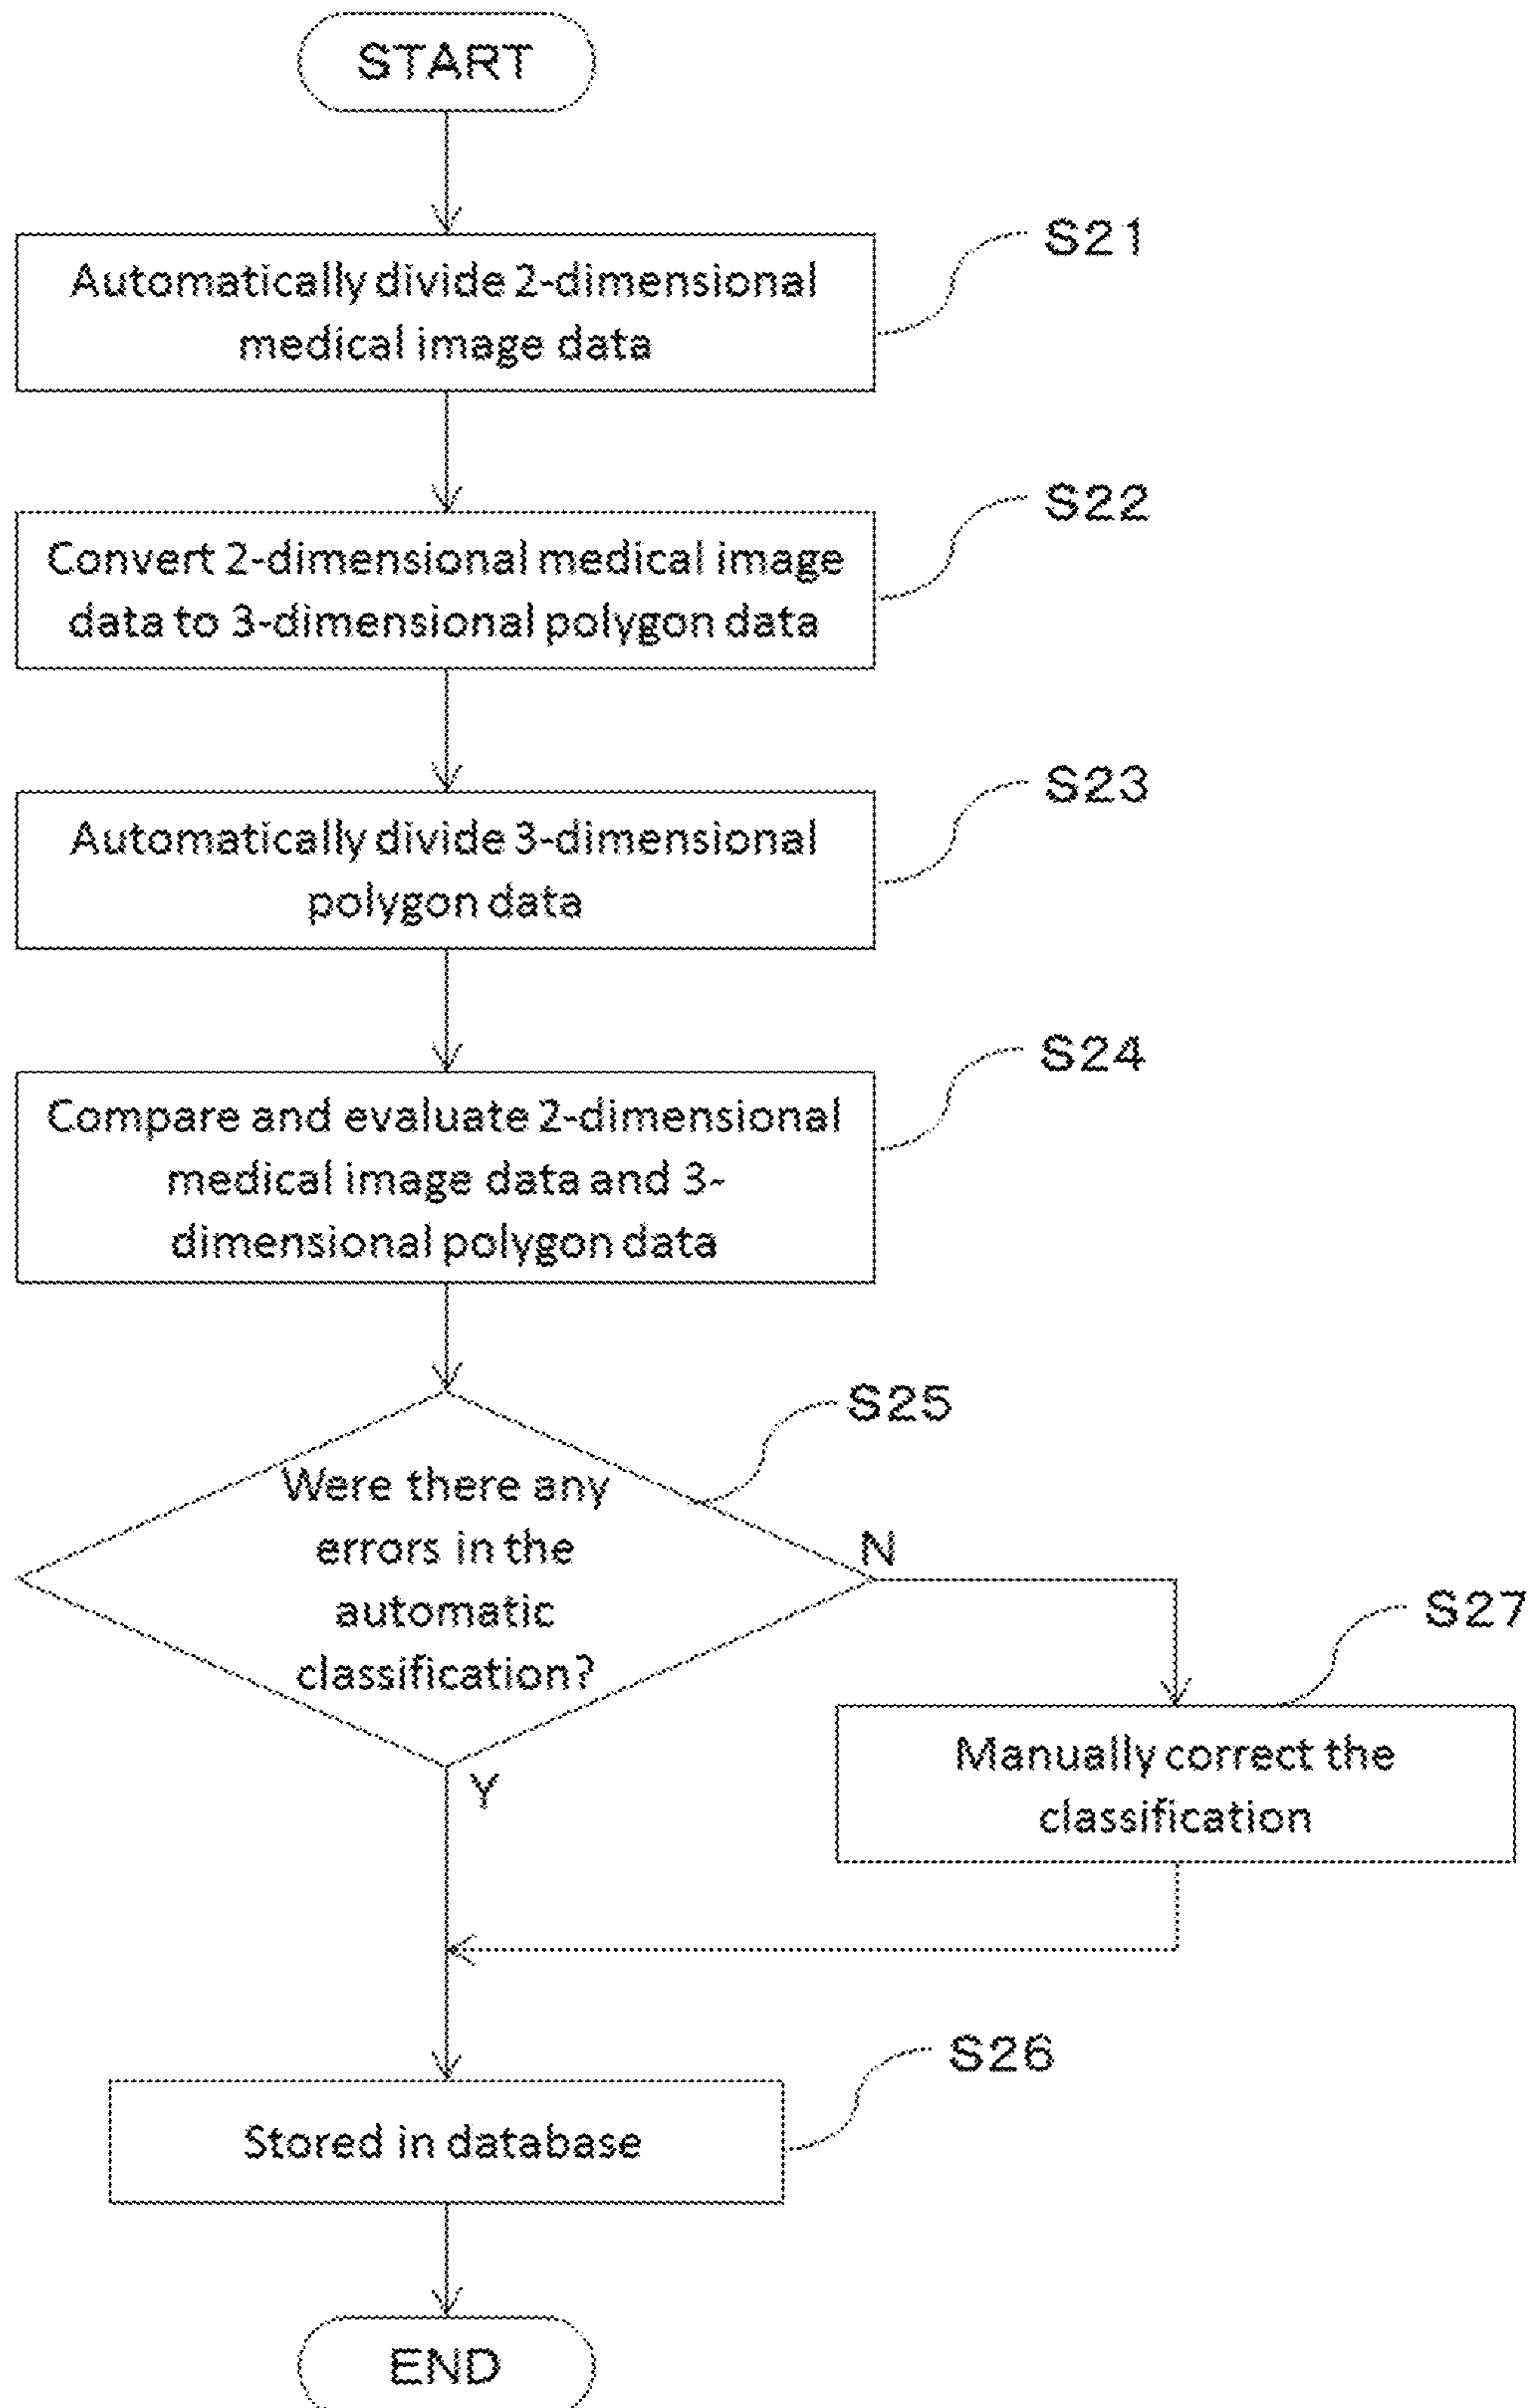 START
S21
Automatically divide 2-dimensional
medical image data
S22
Convert 2-dimensional medical image
data to 3-dimensional polygon data
S23
Automatically divide 3-dimensional
polygon data
S24
Compare and evaluate 2-dimensional
medical image data and 3-
dimensional polygon data
S25
Were there any
errors in the
automatic
classification?
N
S27
Manually correct the
classification
Y
S26
Stored in database
END